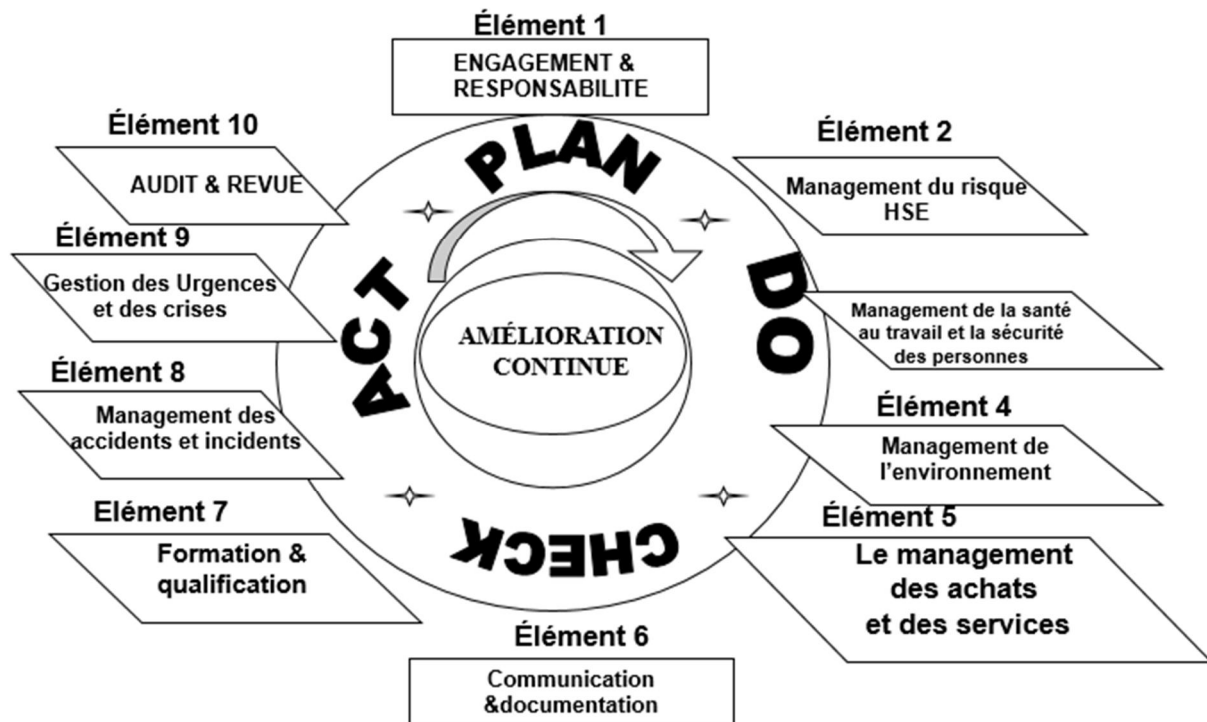 Élément 1
ENGAGEMENT &
RESPONSABILITE
Élément 10
AUDIT & REVUE
Élément 2
Management du risque
HSE
PLAN
Élément 9
Gestion des Urgences
et des crises
ACT
DO
Management de la santé
au travail et la sécurité
des personnes
AMÉLIORATION
CONTINUE
Élément 8
Management des
accidents et incidents
Élément 4
Management de
l'environnement
Elément 7
Formation &
qualification
CHECK
Élément 5
Le management
des achats
et des services
Élément 6
Communication
&documentation